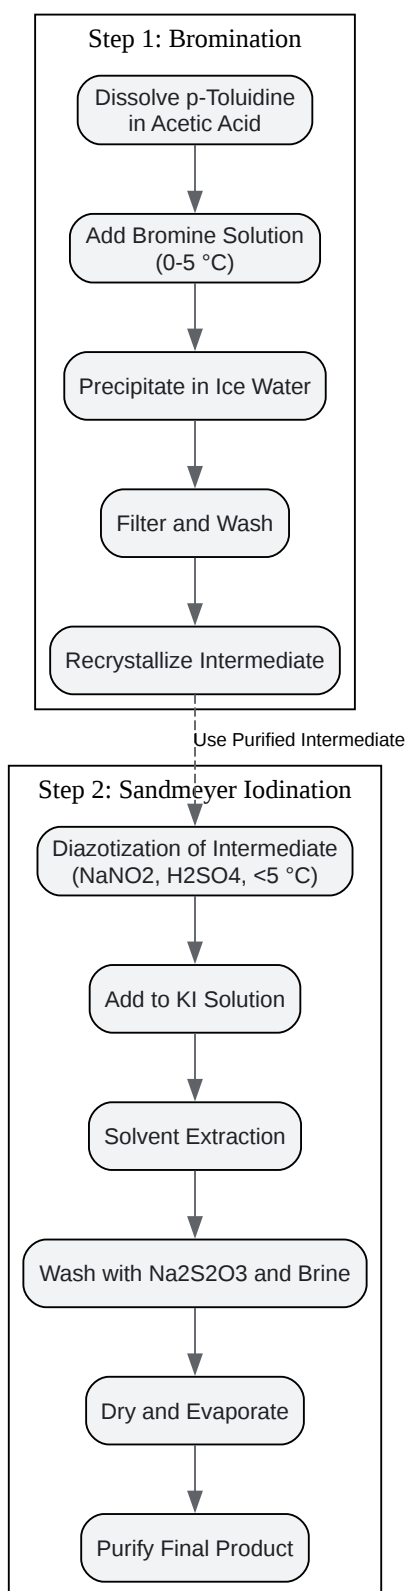 Step 1: Bromination
Dissolve p-Toluidine
in Acetic Acid
Add Bromine Solution
(0-5 °C)
Precipitate in Ice Water
Filter and Wash
Recrystallize Intermediate
Use Purified Intermediate
Step 2: Sandmeyer Iodination
Diazotization of Intermediate
(NaNO2, H2SO4, <5 °C)
Add to KI Solution
Solvent Extraction
Wash with Na2S2O3 and Brine
Dry and Evaporate
Purify Final Product